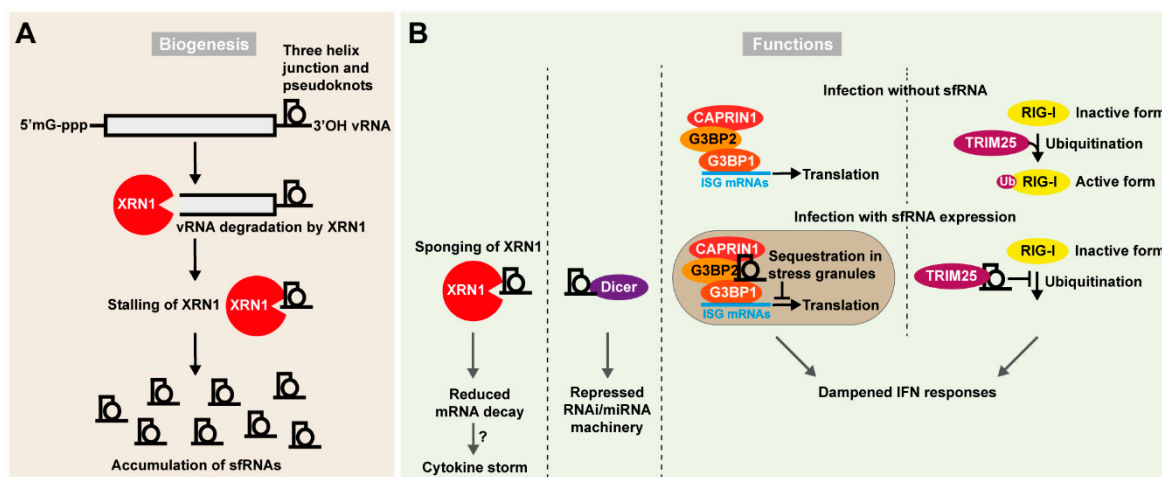 A
Biogenesis
Three helix
junction and
pseudoknots
5’mG-ppp
3’OH vRNA
XRN1
vRNA degradation by XRN1
Stalling of XRN1
XRN1
Accumulation of sfRNAs
B
Functions
Sponging of XRN1
XRN1
Reduced
mRNA decay
?
Cytokine storm
Dicer
Repressed
RNAi/miRNA
machinery
Infection without sfRNA
CAPRIN1
G3BP2
G3BP1
ISG mRNAs
Translation
RIG-I
Inactive form
TRIM25
Ubiquitination
Ub
RIG-I
Active form
Infection with sfRNA expression
CAPRIN1
G3BP2
G3BP1
ISG mRNAs
Sequestration in
stress granules
Translation
RIG-I
Inactive form
TRIM25
Ubiquitination
Dampened IFN responses